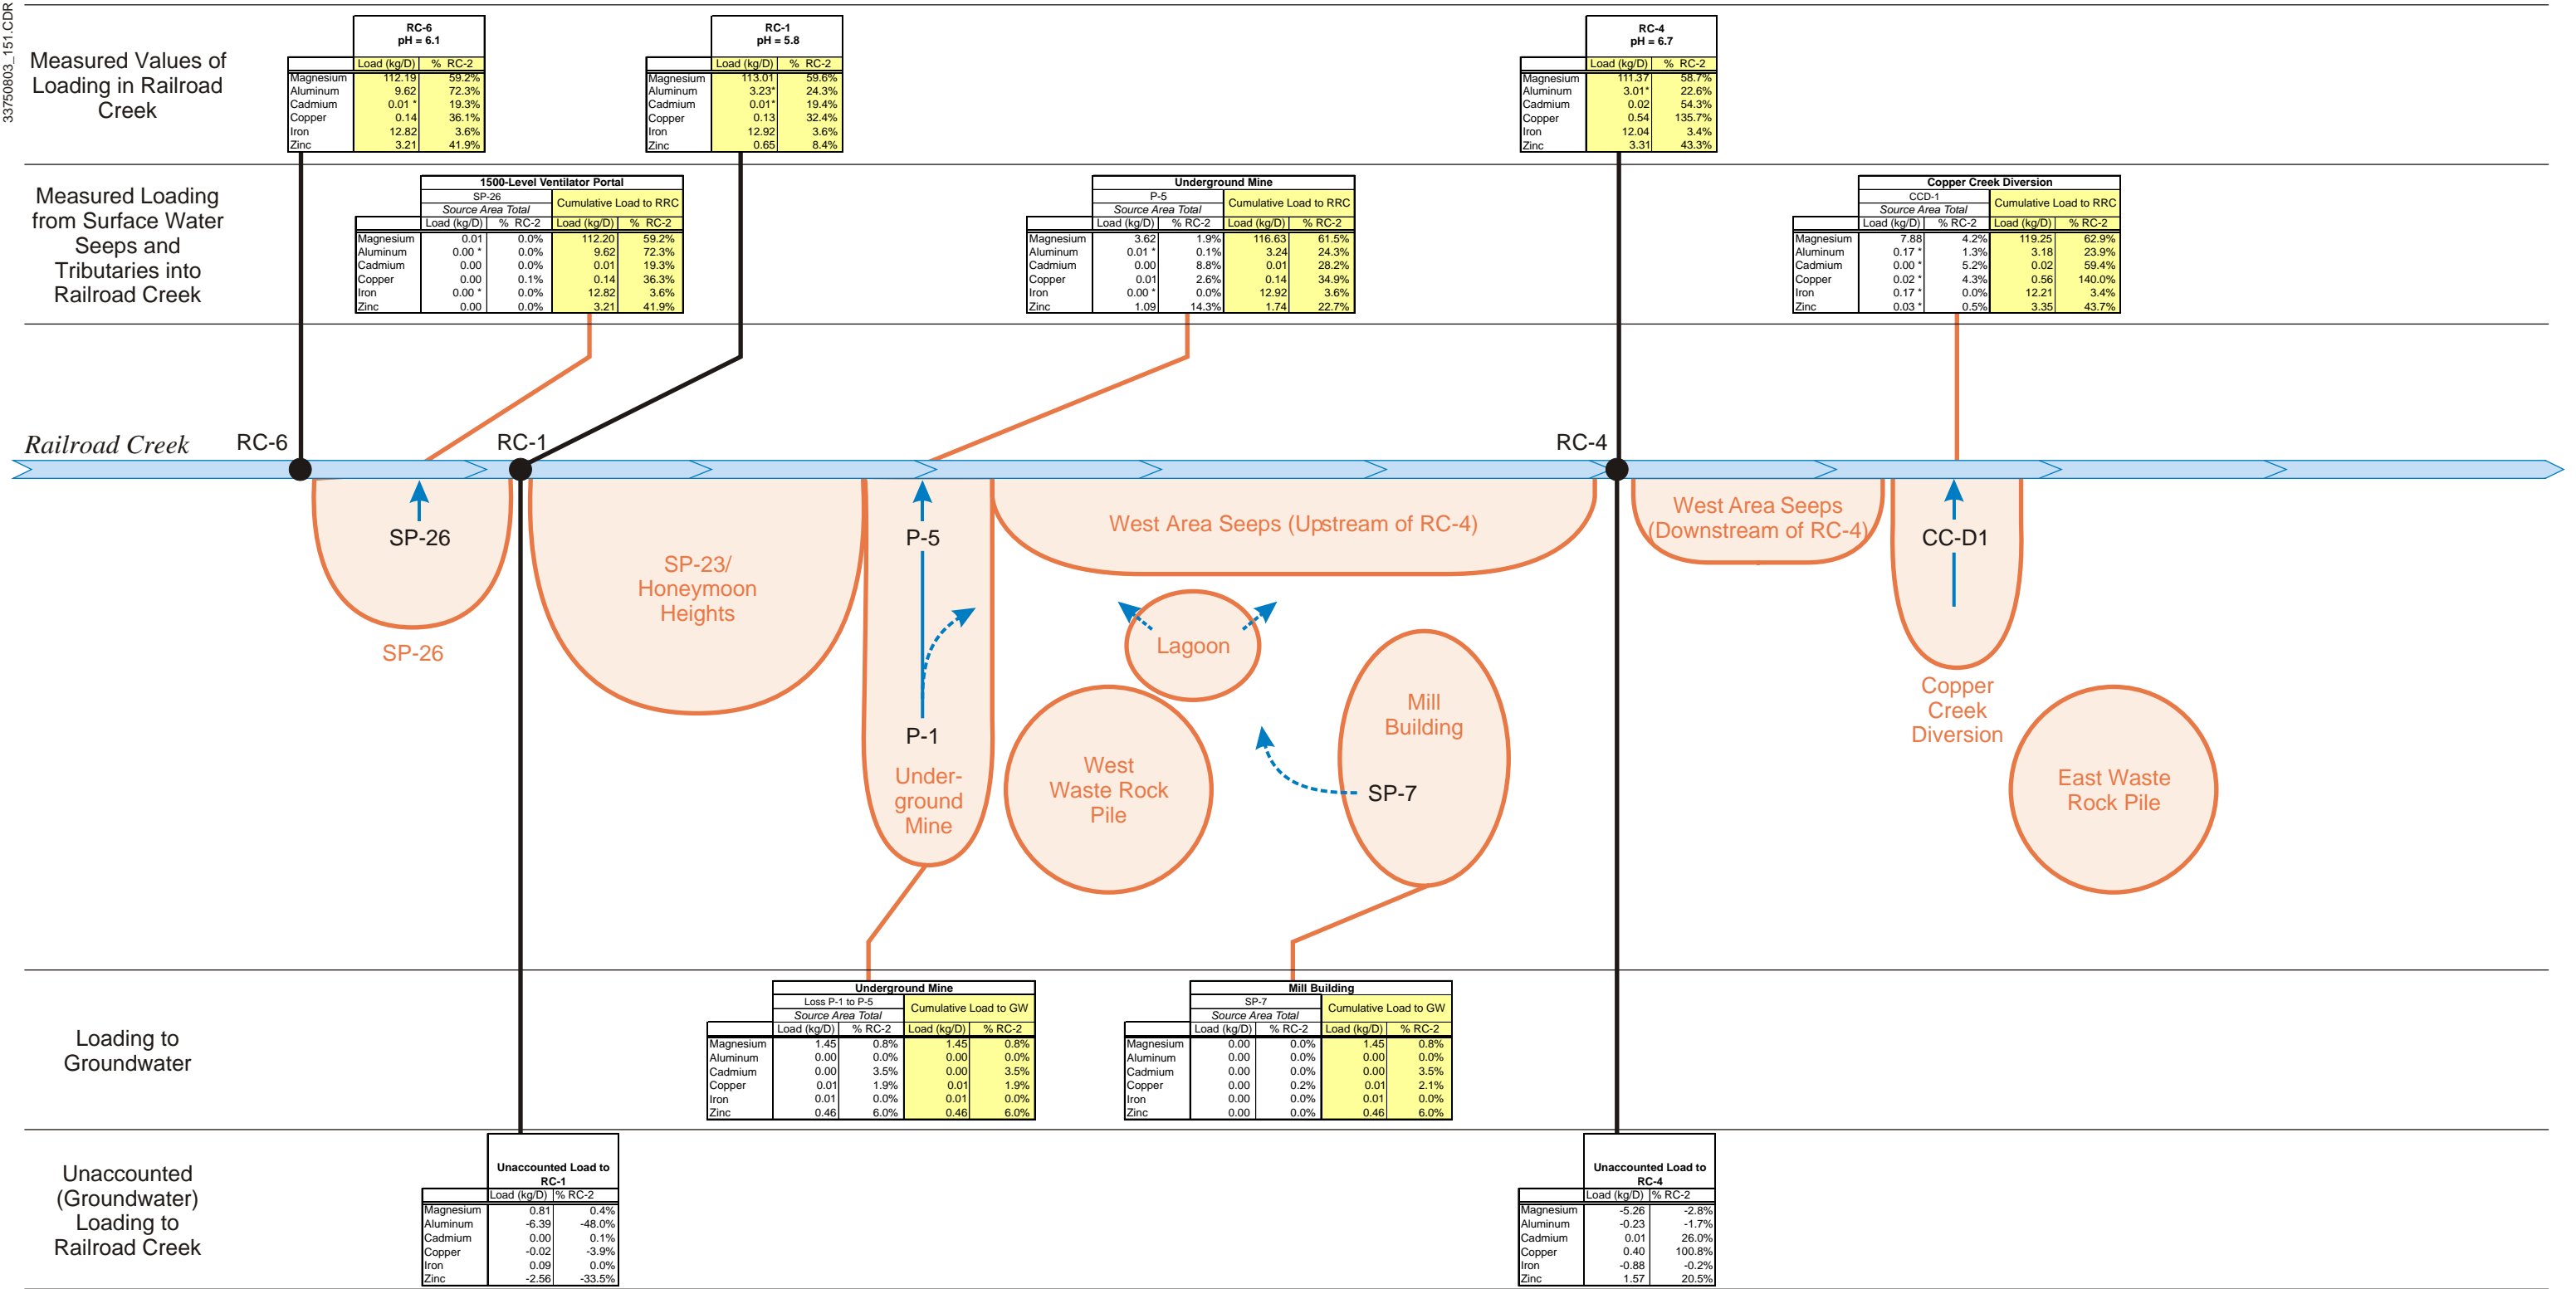 33750803_151.CDR
Measured Values of
Loading in Railroad
Creek
RC-6
pH = 6.1
Load (kg/D) % RC-2
Magnesium 112.19 59.2%
Aluminum 9.62 72.3%
Cadmium 0.01 * 19.3%
Copper 0.14 36.1%
Iron 12.82 3.6%
Zinc 3.21 41.9%
RC-1
pH = 5.8
Load (kg/D) % RC-2
Magnesium 113.01 59.6%
Aluminum 3.23* 24.3%
Cadmium 0.01* 19.4%
Copper 0.13 32.4%
Iron 12.92 3.6%
Zinc 0.65 8.4%
RC-4
pH = 6.7
Load (kg/D) % RC-2
Magnesium 111.37 58.7%
Aluminum 3.01* 22.6%
Cadmium 0.02 54.3%
Copper 0.54 135.7%
Iron 12.04 3.4%
Zinc 3.31 43.3%
Measured Loading
from Surface Water
Seeps and
Tributaries into
Railroad Creek
1500-Level Ventilator Portal
SP-26
Cumulative Load to RRC
Source Area Total
Load (kg/D) % RC-2 Load (kg/D) % RC-2
Magnesium 0.01 0.0% 112.20 59.2%
Aluminum 0.00 * 0.0% 9.62 72.3%
Cadmium 0.00 0.0% 0.01 19.3%
Copper 0.00 0.1% 0.14 36.3%
Iron 0.00 * 0.0% 12.82 3.6%
Zinc 0.00 0.0% 3.21 41.9%
Underground Mine
P-5
Cumulative Load to RRC
Source Area Total
Load (kg/D) % RC-2 Load (kg/D) % RC-2
Magnesium 3.62 1.9% 116.63 61.5%
Aluminum 0.01 * 0.1% 3.24 24.3%
Cadmium 0.00 8.8% 0.01 28.2%
Copper 0.01 2.6% 0.14 34.9%
Iron 0.00 * 0.0% 12.92 3.6%
Zinc 1.09 14.3% 1.74 22.7%
Copper Creek Diversion
CCD-1
Cumulative Load to RRC
Source Area Total
Load (kg/D) % RC-2 Load (kg/D) % RC-2
Magnesium 7.88 4.2% 119.25 62.9%
Aluminum 0.17 * 1.3% 3.18 23.9%
Cadmium 0.00 * 5.2% 0.02 59.4%
Copper 0.02 * 4.3% 0.56 140.0%
Iron 0.17 * 0.0% 12.21 3.4%
Zinc 0.03 * 0.5% 3.35 43.7%
Railroad Creek
RC-6
RC-1
RC-4
SP-26
SP-26
SP-23/
Honeymoon
Heights
P-5
P-1
Under-
ground
Mine
West Area Seeps (Upstream of RC-4)
Lagoon
West
Waste Rock
Pile
Mill
Building
SP-7
West Area Seeps
(Downstream of RC-4)
CC-D1
Copper
Creek
Diversion
East Waste
Rock Pile
Loading to
Groundwater
Underground Mine
Loss P-1 to P-5
Cumulative Load to GW
Source Area Total
Load (kg/D) % RC-2 Load (kg/D) % RC-2
Magnesium 1.45 0.8% 1.45 0.8%
Aluminum 0.00 0.0% 0.00 0.0%
Cadmium 0.00 3.5% 0.00 3.5%
Copper 0.01 1.9% 0.01 1.9%
Iron 0.01 0.0% 0.01 0.0%
Zinc 0.46 6.0% 0.46 6.0%
Mill Building
SP-7
Cumulative Load to GW
Source Area Total
Load (kg/D) % RC-2 Load (kg/D) % RC-2
Magnesium 0.00 0.0% 1.45 0.8%
Aluminum 0.00 0.0% 0.00 0.0%
Cadmium 0.00 0.0% 0.00 3.5%
Copper 0.00 0.2% 0.01 2.1%
Iron 0.00 0.0% 0.01 0.0%
Zinc 0.00 0.0% 0.46 6.0%
Unaccounted
(Groundwater)
Loading to
Railroad Creek
Unaccounted Load to
RC-1
Load (kg/D) % RC-2
Magnesium 0.81 0.4%
Aluminum -6.39 -48.0%
Cadmium 0.00 0.1%
Copper -0.02 -3.9%
Iron 0.09 0.0%
Zinc -2.56 -33.5%
Unaccounted Load to
RC-4
Load (kg/D) % RC-2
Magnesium -5.26 -2.8%
Aluminum -0.23 -1.7%
Cadmium 0.01 26.0%
Copper 0.40 100.8%
Iron -0.88 -0.2%
Zinc 1.57 20.5%